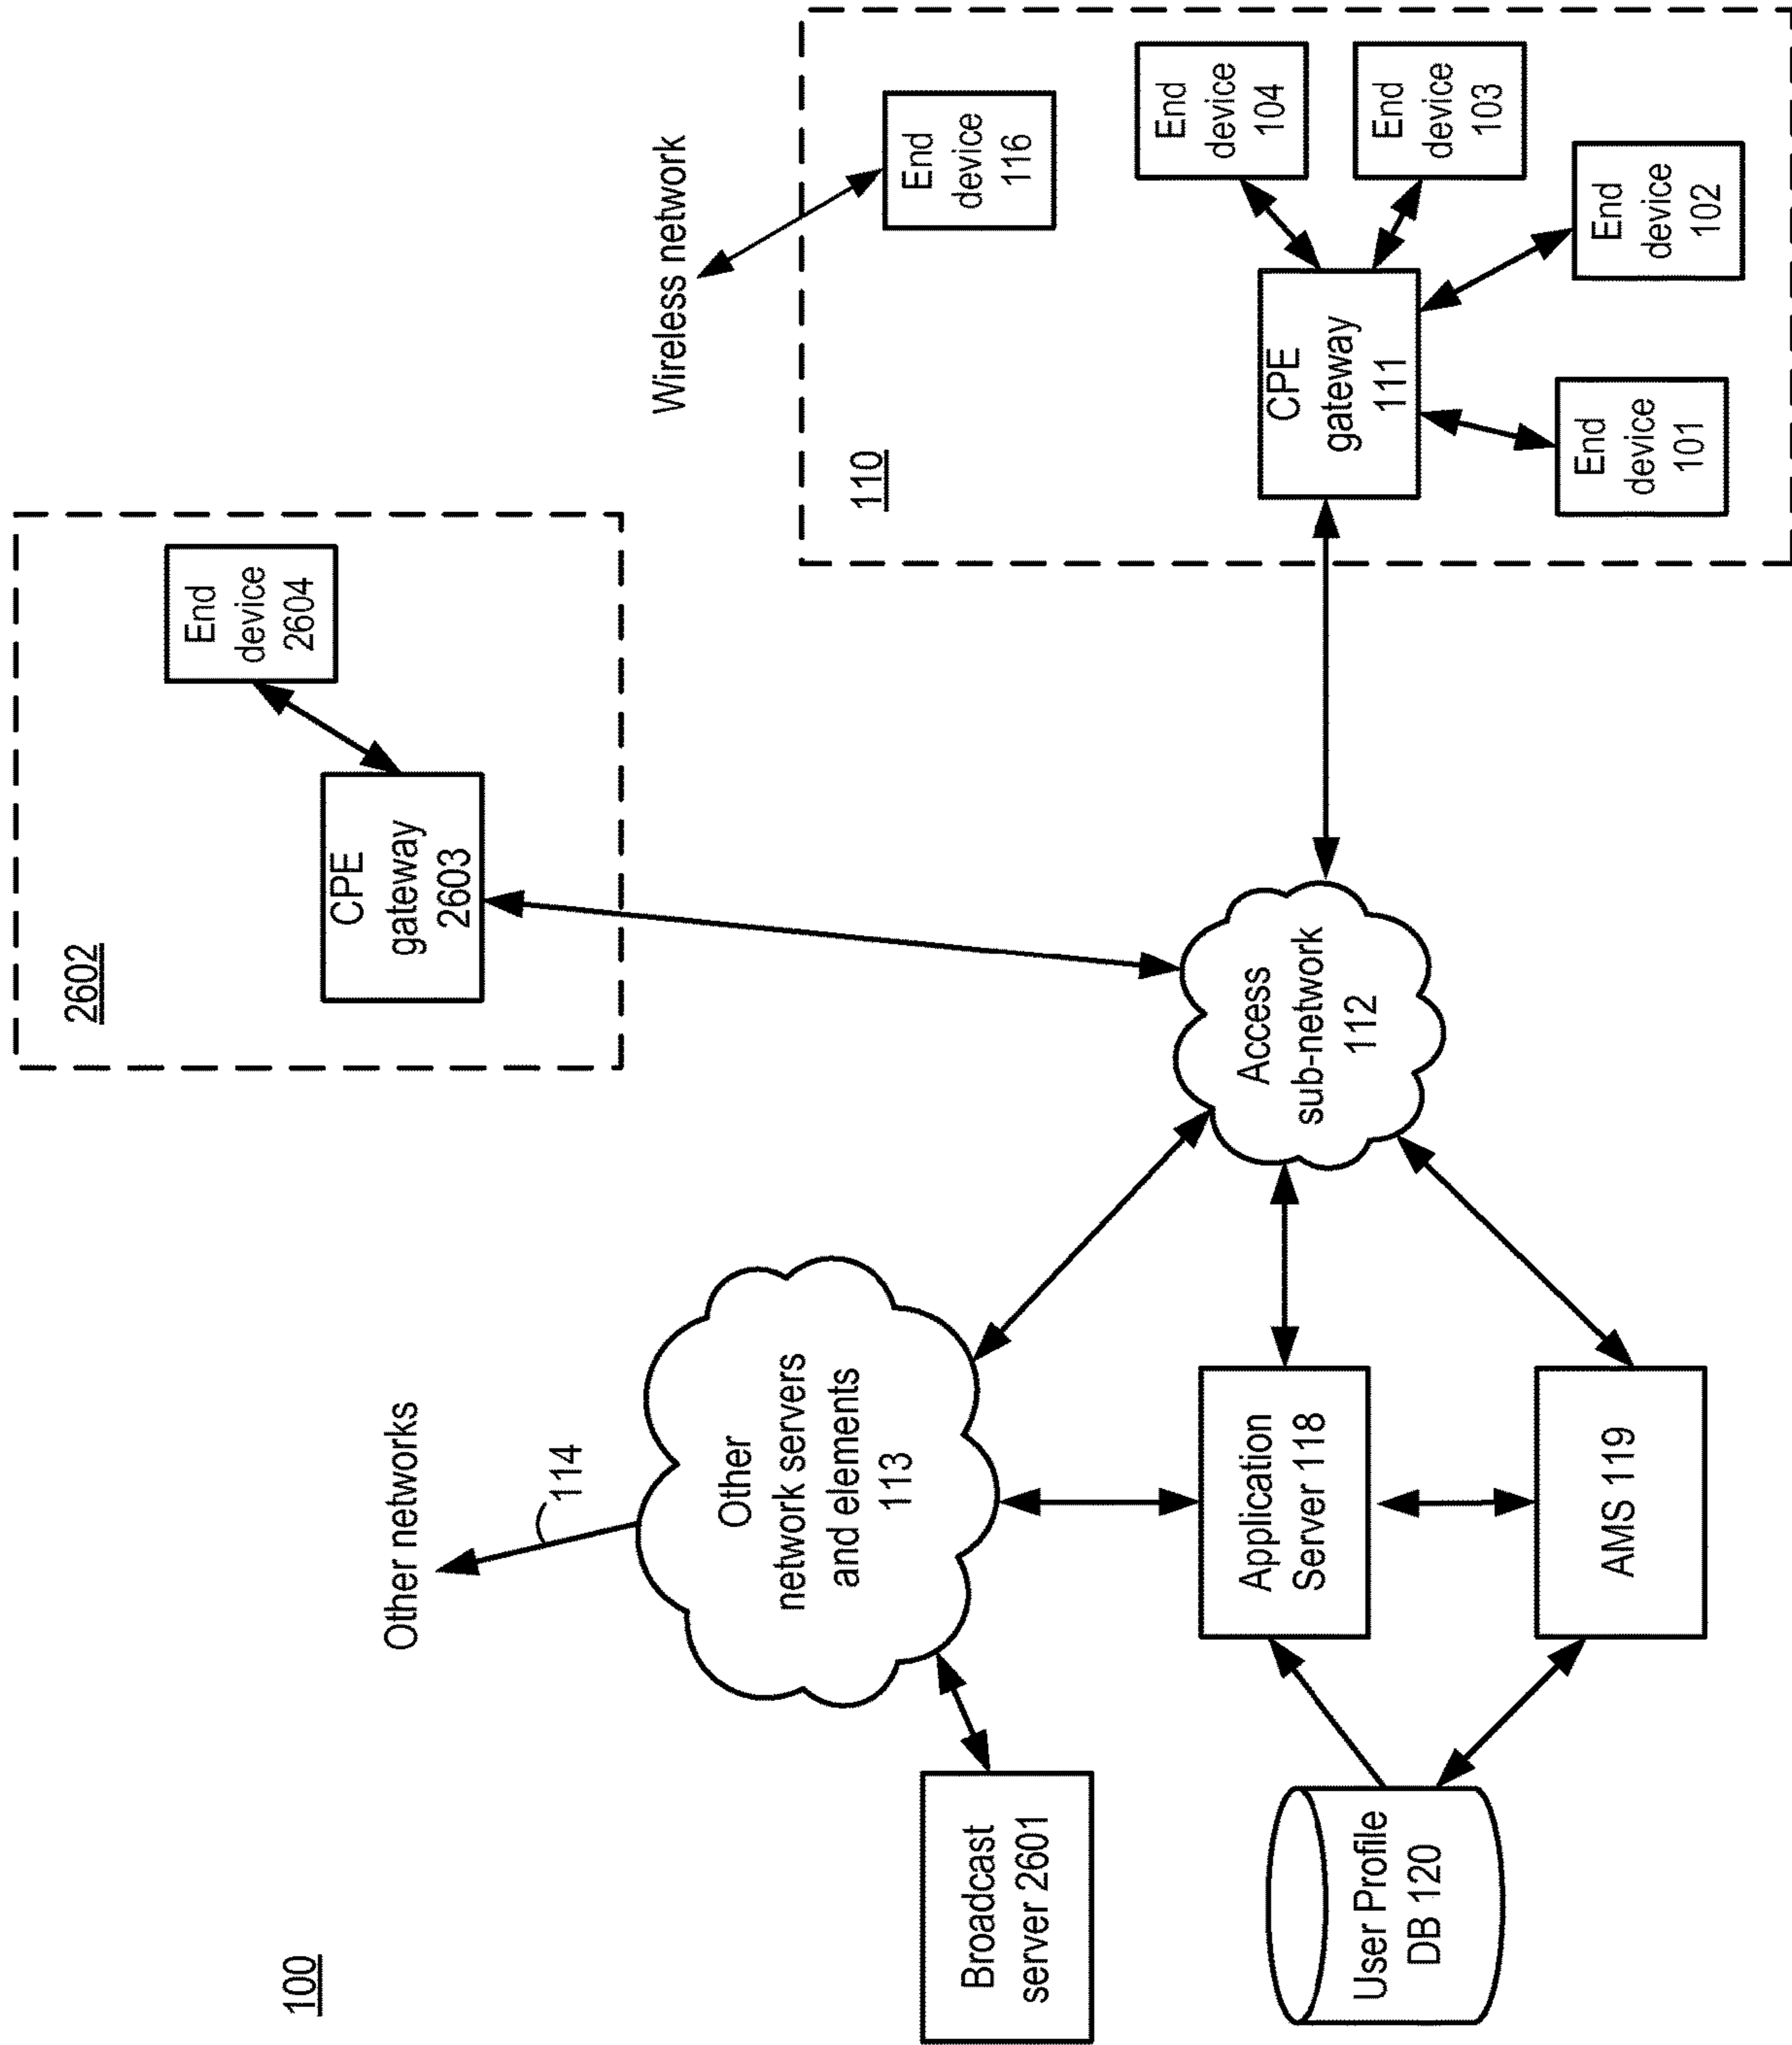 100
Other networks
114
Other
network servers
and elements
113
Broadcast
server 2601
User Profile
DB 120
Application
Server 118
AMS 119
Access
sub-network
112
2602
CPE
gateway
2603
End
device
2604
Wireless network
110
CPE
gateway
111
End
device
116
End
device
104
End
device
103
End
device
102
End
device
101